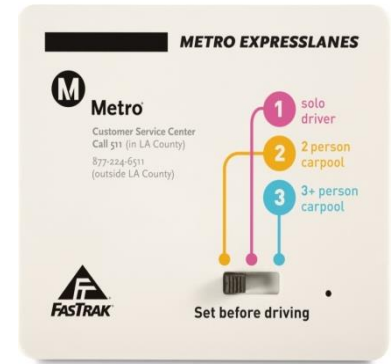 METRO EXPRESSLANES
M
Metro
Customer Service Center
Call 511 (in LA County)
877-224-6511
(outside LA County)
1 solo
driver
2 2 person
carpool
3 3+ person
carpool
FT
FASTRAK
Set before driving